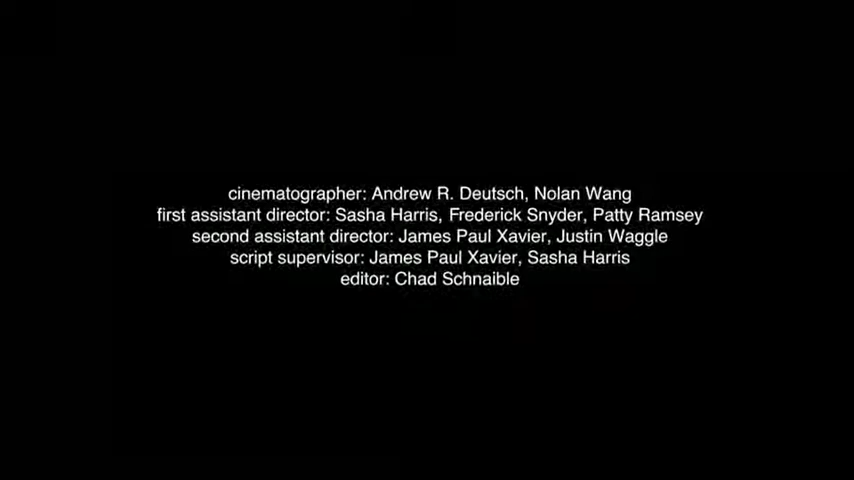 cinematographer: Andrew R. Deutsch, Nolan Wang
first assistant director: Sasha Harris, Frederick Snyder, Patty Ramsey
second assistant director: James Paul Xavier, Justin Waggle
script supervisor: James Paul Xavier, Sasha Harris
editor: Chad Schnaible